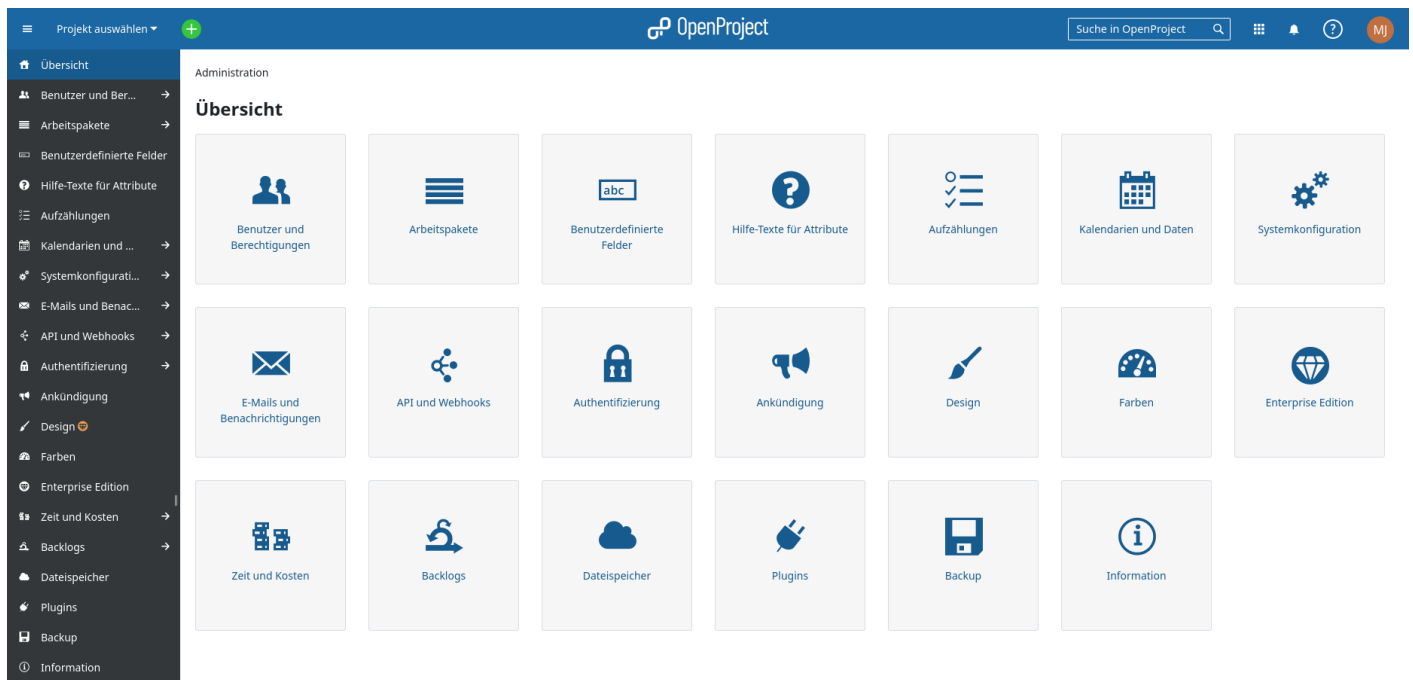 Projekt auswählen
OpenProject
Suche in OpenProject
MJ
Übersicht
Benutzer und Ber...
Arbeitspakete
Benutzerdefinierte Felder
Hilfe-Texte für Attribute
Aufzählungen
Kalendarien und ...
Systemkonfigurati...
E-Mails und Benac...
API und Webhooks
Authentifizierung
Ankündigung
Design
Farben
Enterprise Edition
Zeit und Kosten
Backlogs
Dateispeicher
Plugins
Backup
Information
Administration
Übersicht
Benutzer und
Berechtigungen
Arbeitspakete
abc
Benutzerdefinierte
Felder
Hilfe-Texte für Attribute
Aufzählungen
Kalendarien und Daten
Systemkonfiguration
E-Mails und
Benachrichtigungen
API und Webhooks
Authentifizierung
Ankündigung
Design
Farben
Enterprise Edition
Zeit und Kosten
Backlogs
Dateispeicher
Plugins
Backup
Information